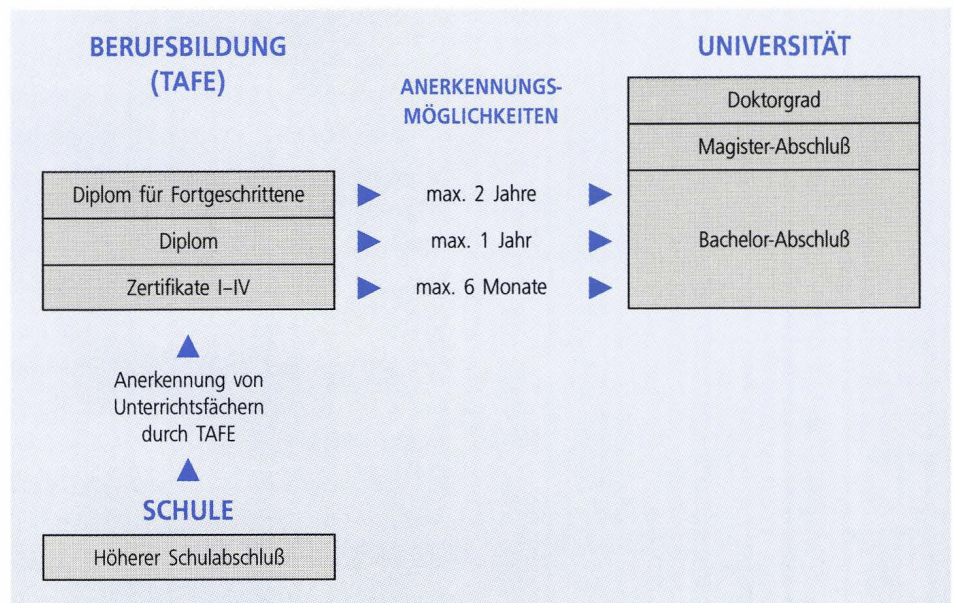 BERUFSBILDUNG
(TAFE)
ANERKENNUNGS-
MÖGLICHKEITEN
UNIVERSITÄT
Doktorgrad
Magister-Abschluß
Diplom für Fortgeschrittene
max. 2 Jahre
Diplom
max. 1 Jahr
Bachelor-Abschluß
Zertifikate I–IV
max. 6 Monate
Anerkennung von
Unterrichtsfächern
durch TAFE
SCHULE
Höherer Schulabschluß